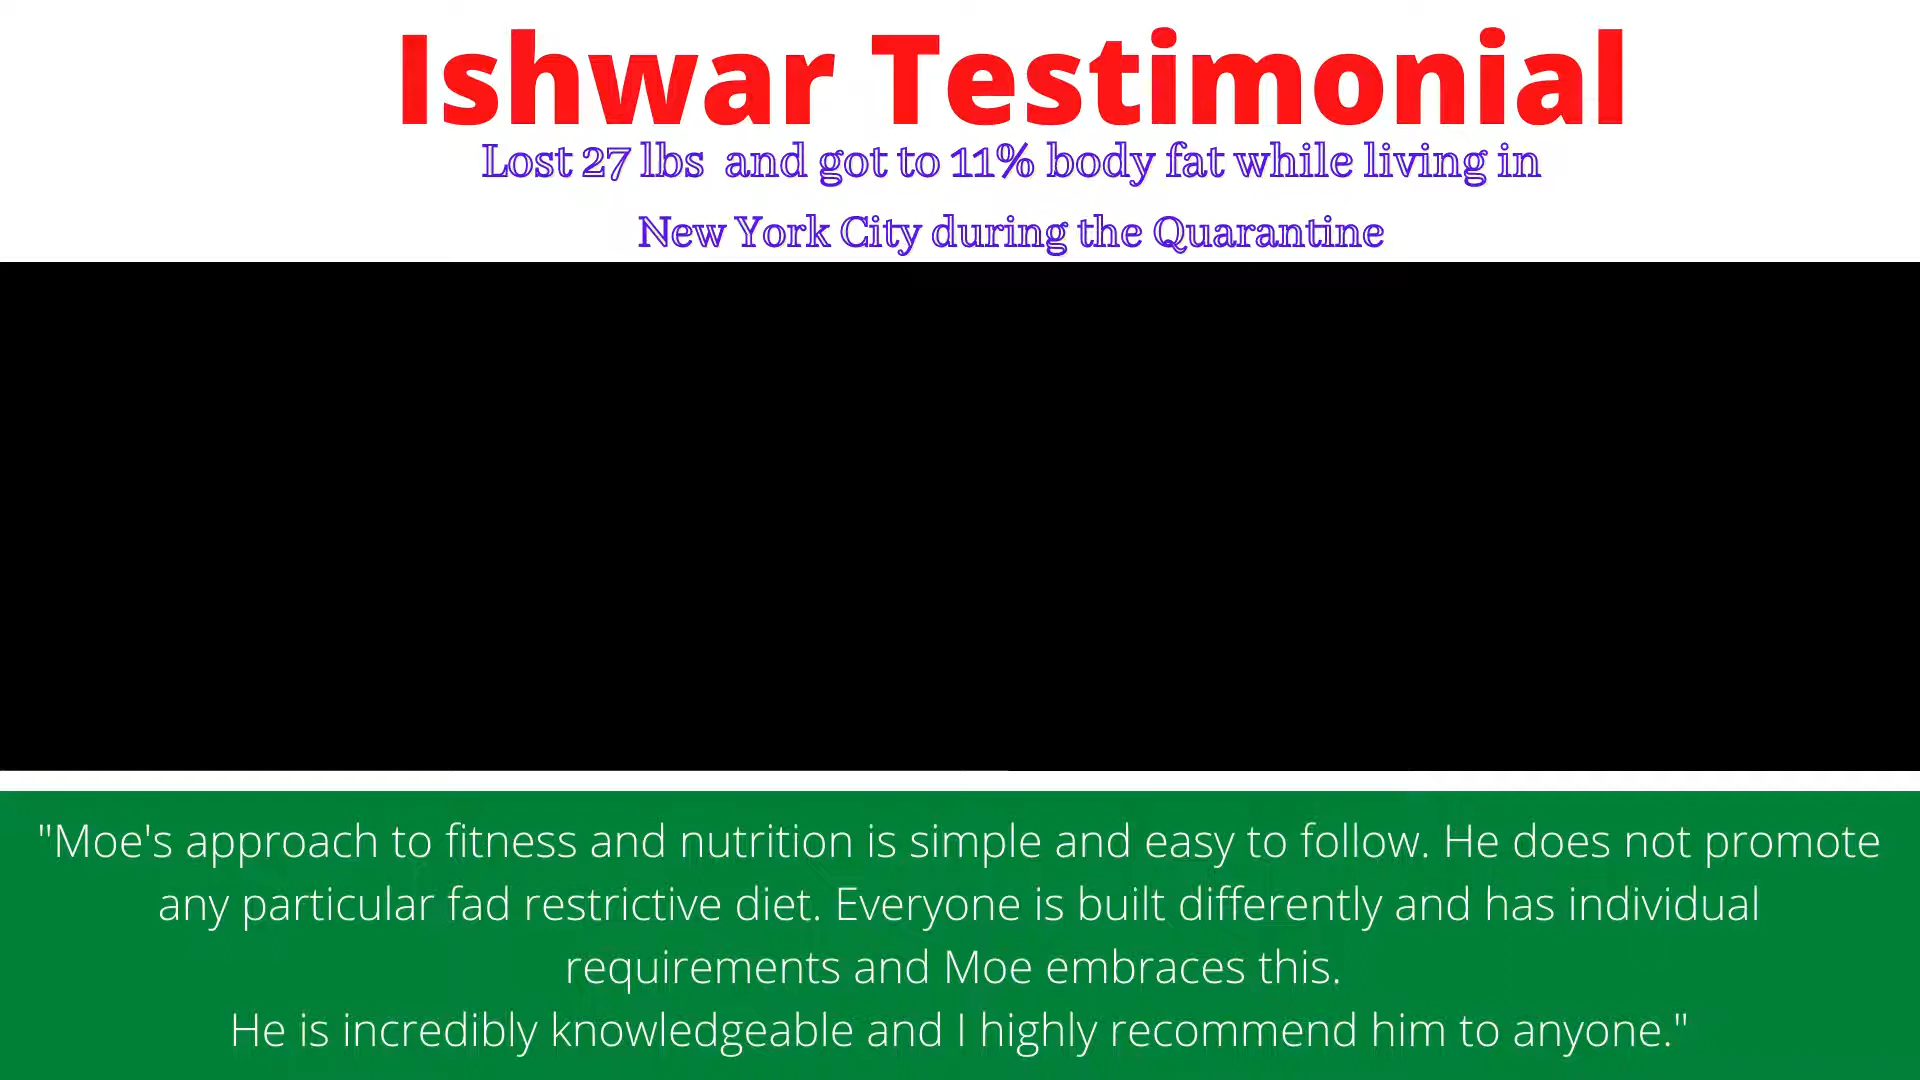 Ishwar Testimonial
Lost 27 lbs and got to 11% body fat while living in
New York City during the Quarantine
"Moe's approach to fitness and nutrition is simple and easy to follow. He does not promote
any particular fad restrictive diet. Everyone is built differently and has individual
requirements and Moe embraces this.
He is incredibly knowledgeable and I highly recommend him to anyone."